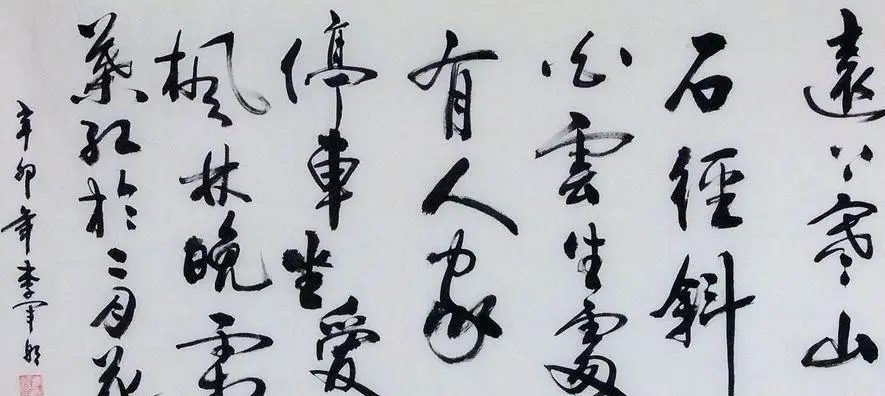 遠上寒山
石徑斜
白雲生處
有人家
停車坐愛
楓林晚霜
葉紅於二月花
辛卯年李軍